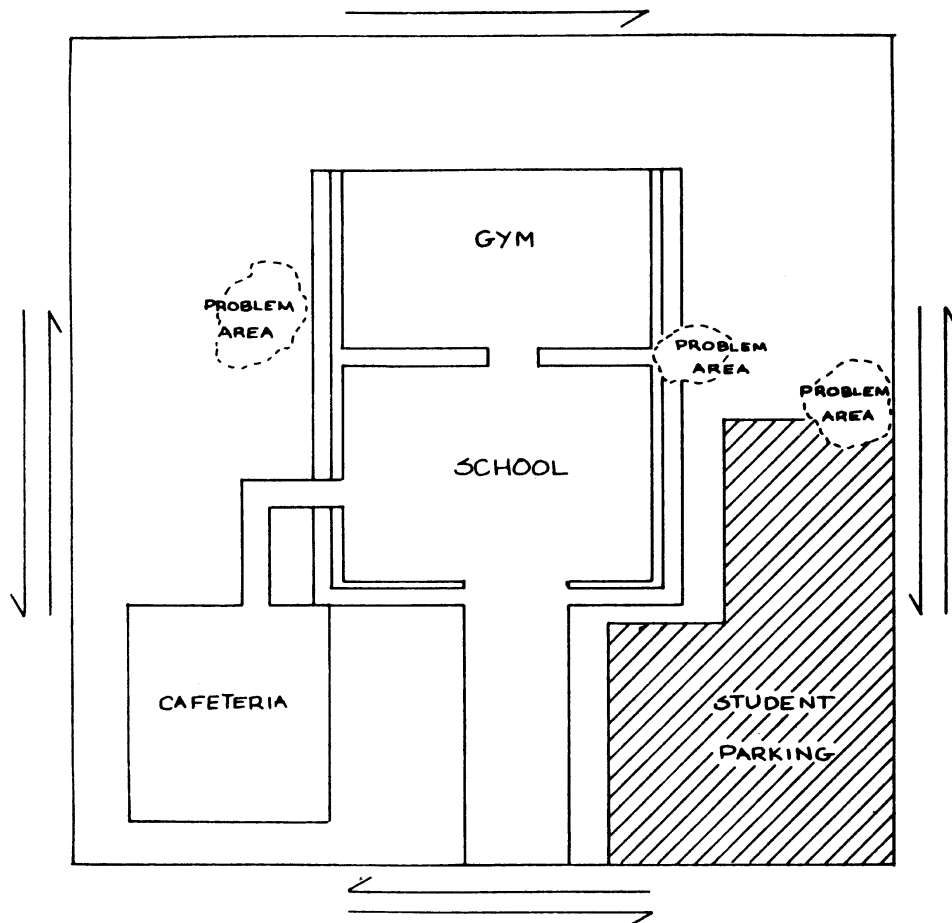 GYM
PROBLEM
AREA
PROBLEM
AREA
PROBLEM
AREA
SCHOOL
CAFETERIA
STUDENT
PARKING